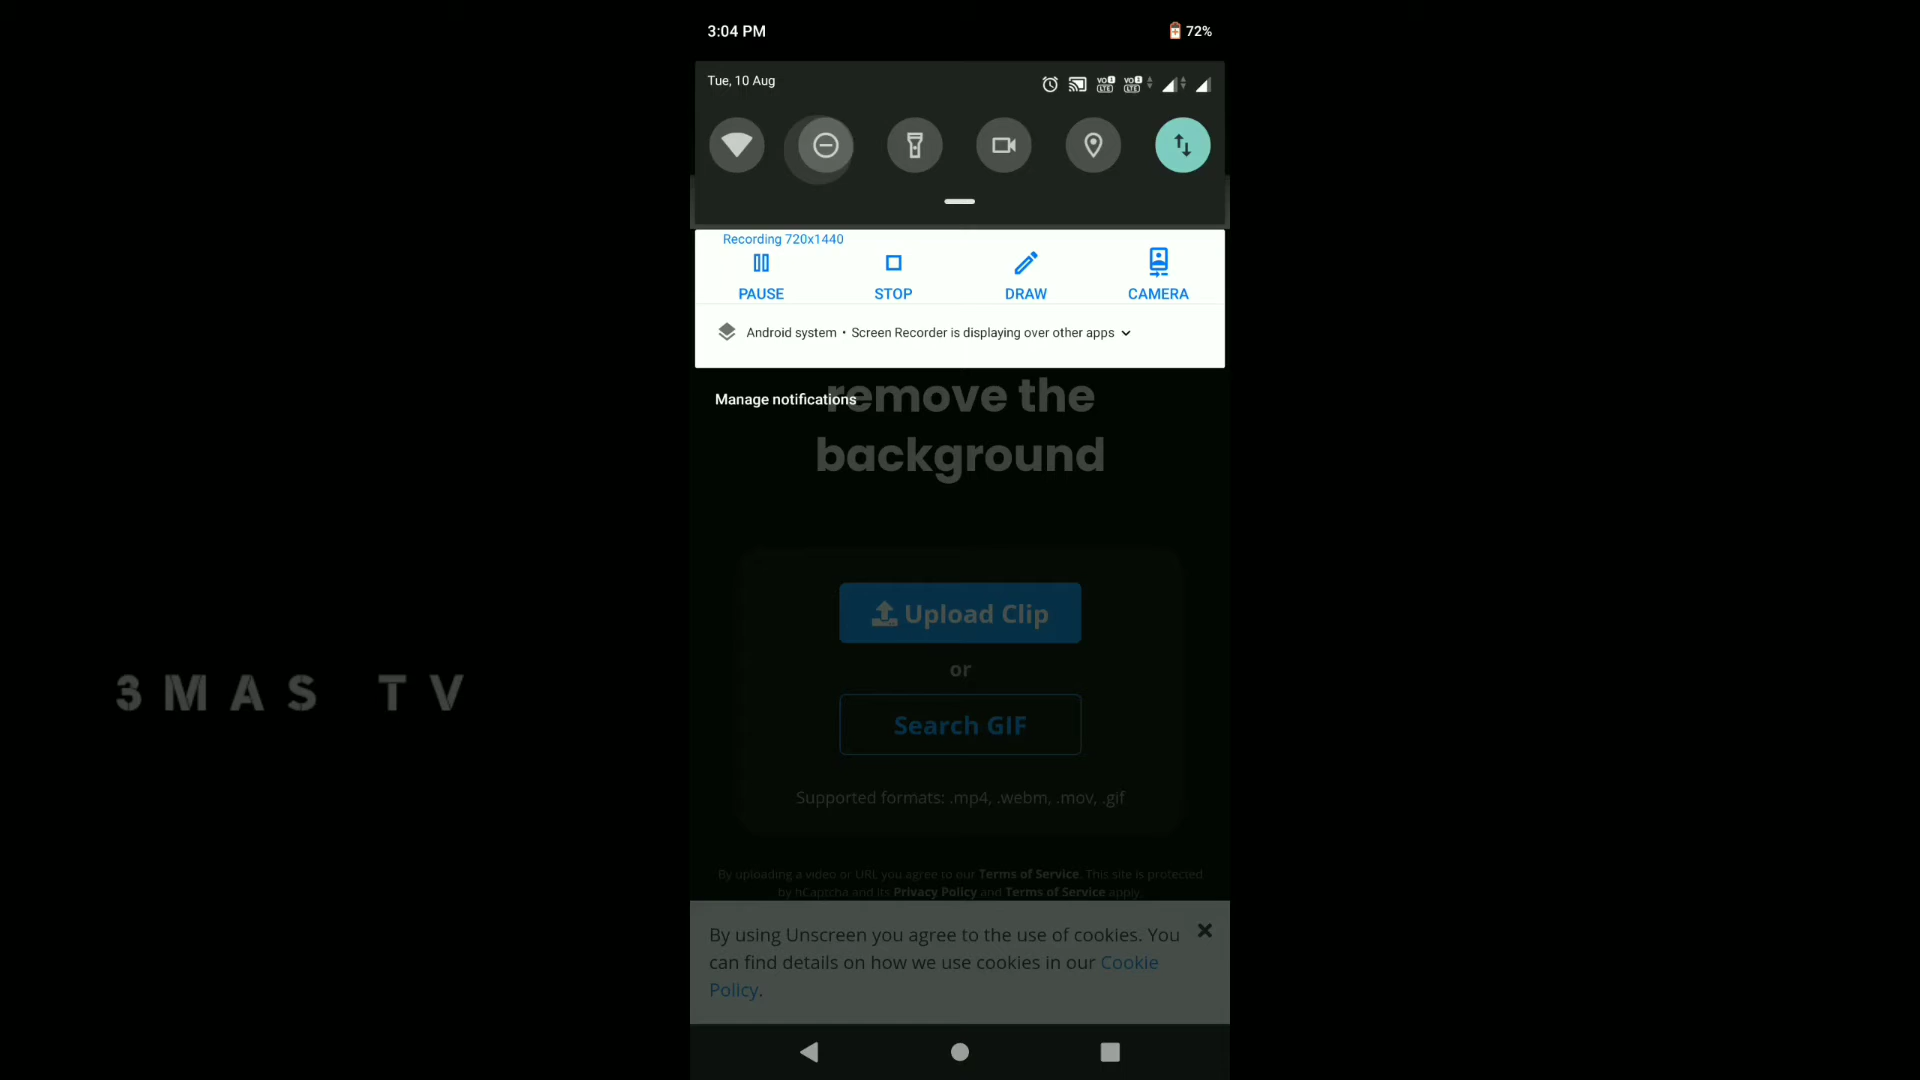 3:04 PM
72%
Tue, 10 Aug
Recording 720x1440
PAUSE
STOP
DRAW
CAMERA
Android system • Screen Recorder is displaying over other apps
Manage notifications
remove the
background
Upload Clip
or
Search GIF
Supported formats: .mp4, .webm, .mov, .gif
By uploading a video or URL you agree to our Terms of Service. This site is protected
by hCaptcha and its Privacy Policy and Terms of Service apply.
By using Unscreen you agree to the use of cookies. You
can find details on how we use cookies in our Cookie
Policy.
3MAS TV